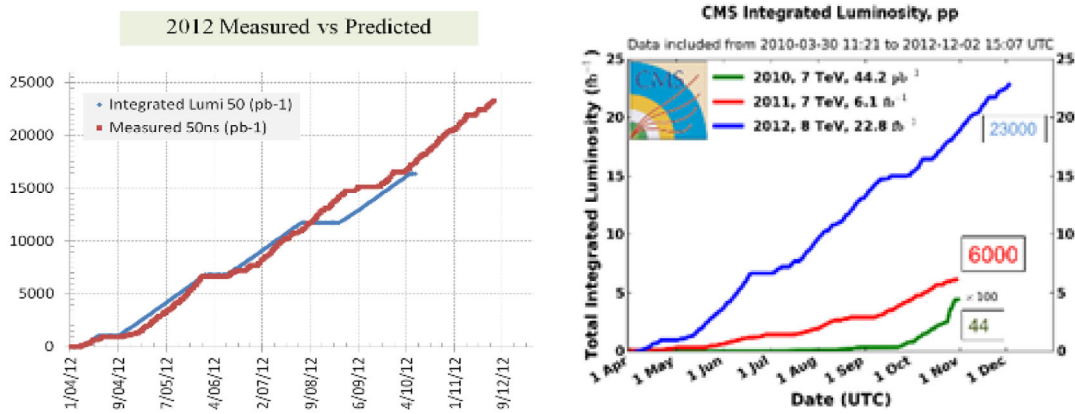 2012 Measured vs Predicted
25000
20000
15000
10000
5000
0
Integrated Lumi 50 (pb-1)
Measured 50ns (pb-1)
1/04/12
9/04/12
7/05/12
4/06/12
2/07/12
9/08/12
6/09/12
4/10/12
1/11/12
9/12/12
CMS Integrated Luminosity, pp
Data included from 2010-03-30 11:21 to 2012-12-02 15:07 UTC
Total Integrated Luminosity (fb⁻¹)
25
20
15
10
5
0
CMS
2010, 7 TeV, 44.2 pb⁻¹
2011, 7 TeV, 6.1 fb⁻¹
2012, 8 TeV, 22.8 fb⁻¹
23000
6000
× 100
44
25
20
15
10
5
0
1 Apr
1 May
1 Jun
1 Jul
1 Aug
1 Sep
1 Oct
1 Nov
1 Dec
Date (UTC)